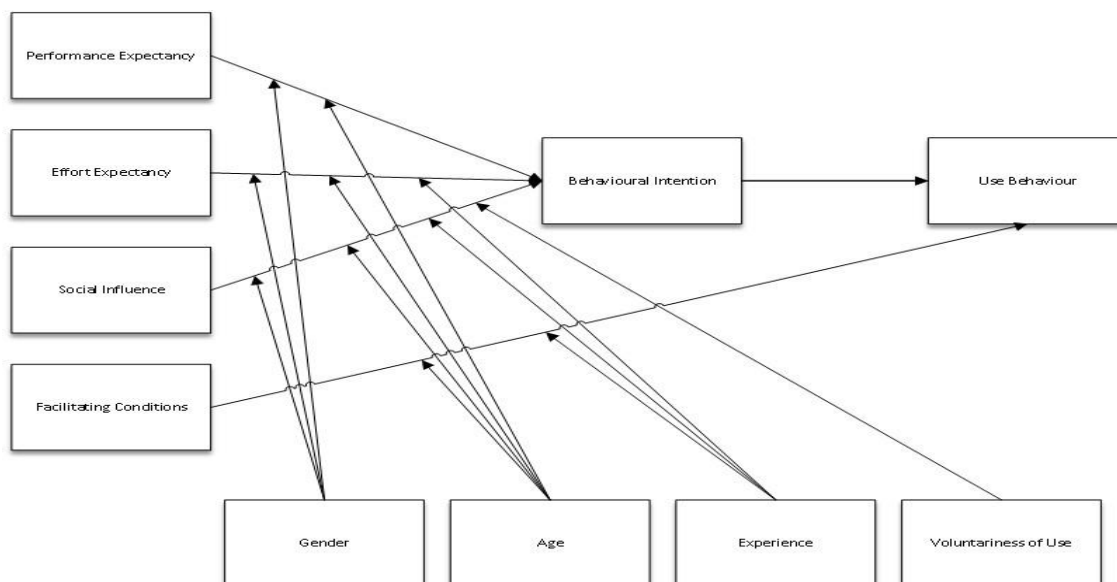 Performance Expectancy
Effort Expectancy
Behavioural Intention
Use Behaviour
Social Influence
Facilitating Conditions
Gender
Age
Experience
Voluntariness of Use